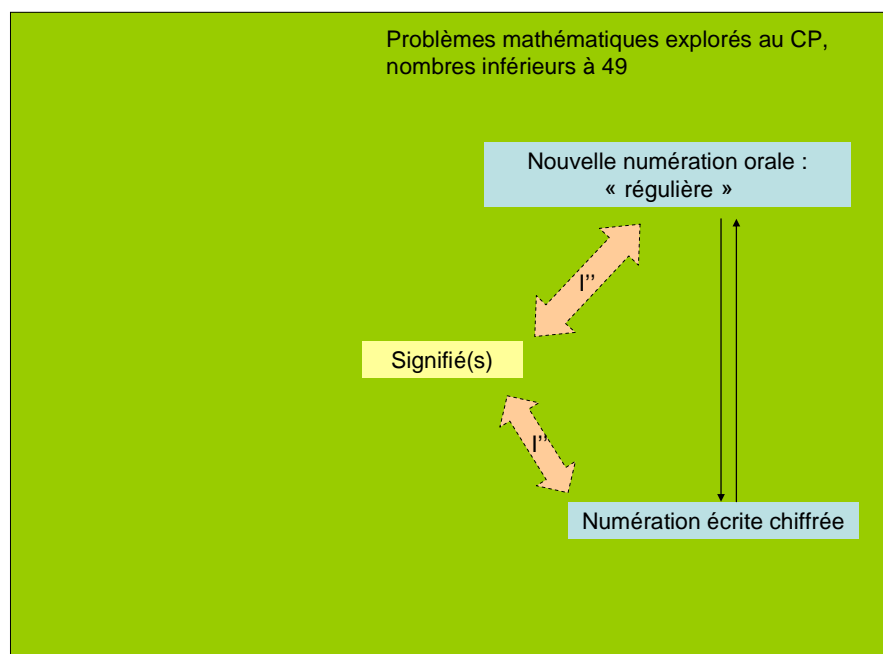 Problèmes mathématiques explorés au CP,
nombres inférieurs à 49
Nouvelle numération orale :
« régulière »
I’’
Signifié(s)
I’’
Numération écrite chiffrée